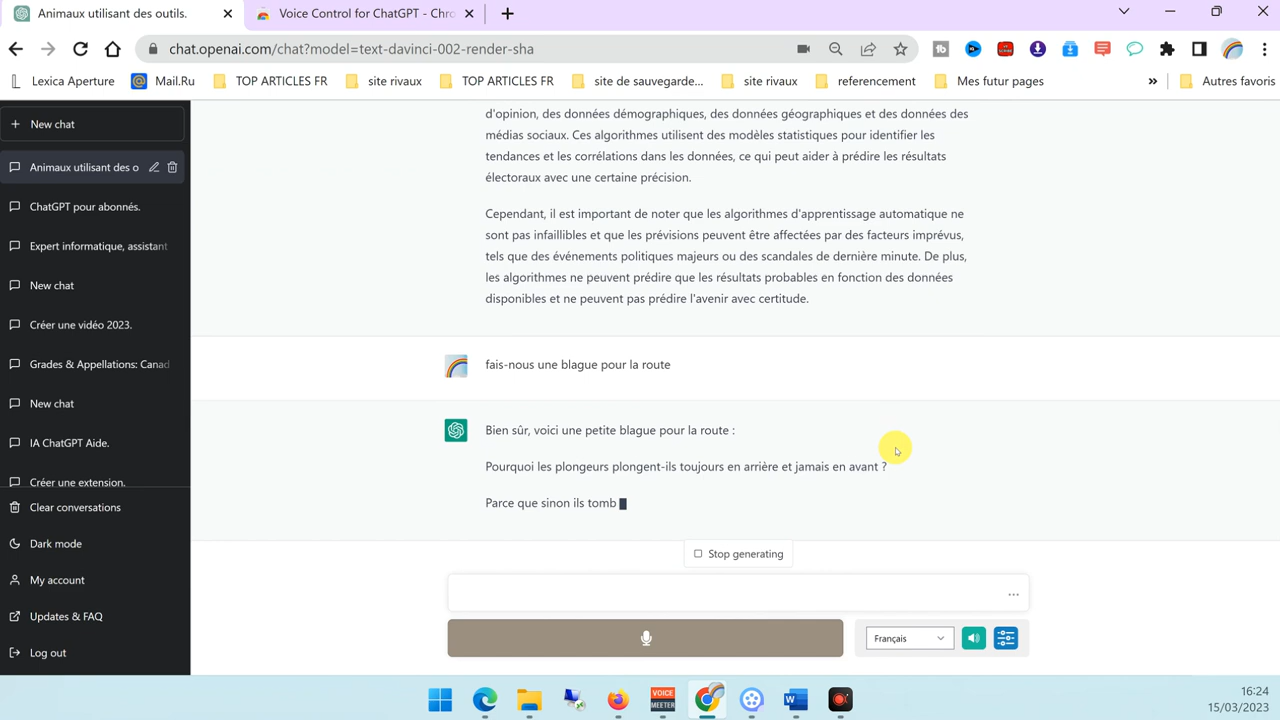 Animaux utilisant des outils.
Voice Control for ChatGPT - Chro
chat.openai.com/chat?model=text-davinci-002-render-sha
Lexica Aperture
Mail.Ru
TOP ARTICLES FR
site rivaux
TOP ARTICLES FR
site de sauvegarde...
site rivaux
referencement
Mes futur pages
»
Autres favoris
New chat
Animaux utilisant des o
ChatGPT pour abonnés.
Expert informatique, assistant
New chat
Créer une vidéo 2023.
Grades & Appellations: Canad
New chat
IA ChatGPT Aide.
Créer une extension.
Clear conversations
Dark mode
My account
Updates & FAQ
Log out
d'opinion, des données démographiques, des données géographiques et des données des
médias sociaux. Ces algorithmes utilisent des modèles statistiques pour identifier les
tendances et les corrélations dans les données, ce qui peut aider à prédire les résultats
électoraux avec une certaine précision.
Cependant, il est important de noter que les algorithmes d'apprentissage automatique ne
sont pas infaillibles et que les prévisions peuvent être affectées par des facteurs imprévus,
tels que des événements politiques majeurs ou des scandales de dernière minute. De plus,
les algorithmes ne peuvent prédire que les résultats probables en fonction des données
disponibles et ne peuvent pas prédire l'avenir avec certitude.
fais-nous une blague pour la route
Bien sûr, voici une petite blague pour la route :
Pourquoi les plongeurs plongent-ils toujours en arrière et jamais en avant ?
Parce que sinon ils tomb
Stop generating
...
Français
VOICE
MEETER
16:24
15/03/2023